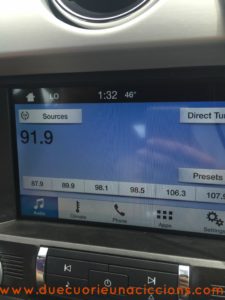 LO 1:32 46°
Sources
Direct Tu
91.9
Presets
87.9 89.9 98.1 98.5 106.3 107.9
Audio Climate Phone Apps Settings
www.duecuorieunaciccions.com